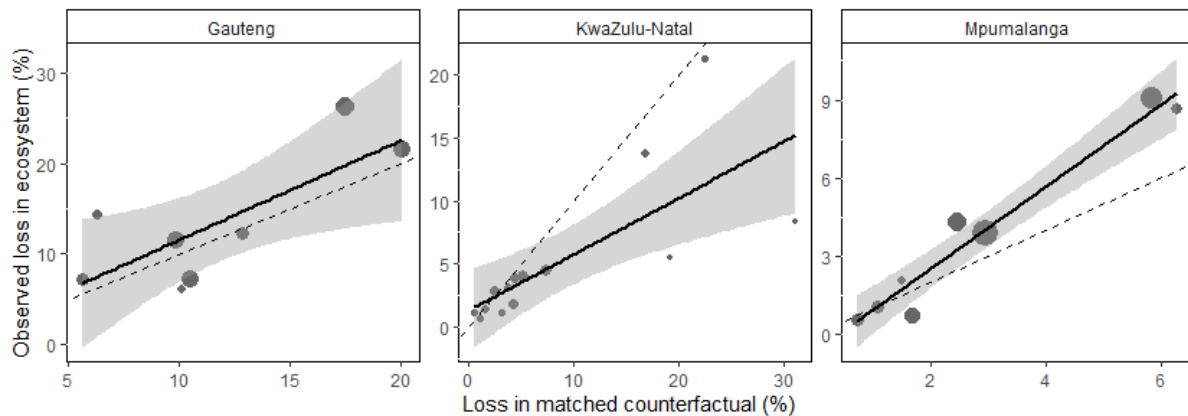 Gauteng KwaZulu-Natal Mpumalanga
Observed loss in ecosystem (%)
30
20
10
0
20
15
10
5
0
9
6
3
0
5 10 15 20
0 10 20 30
2 4 6
Loss in matched counterfactual (%)